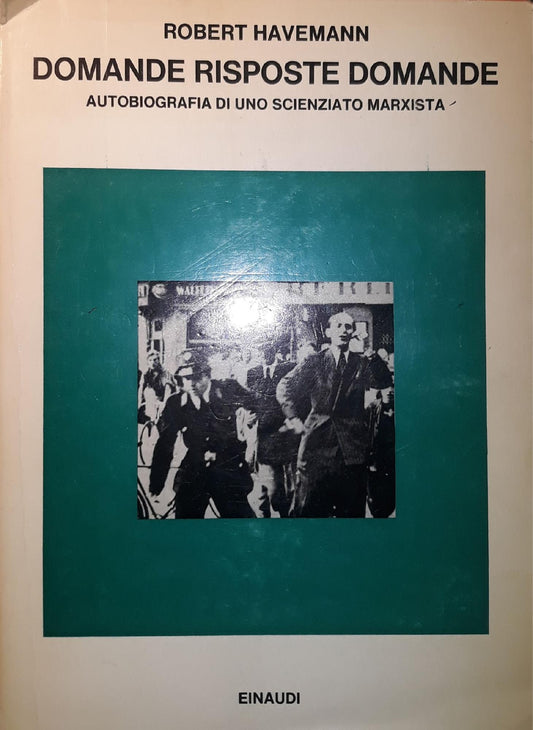 ROBERT HAVEMANN
DOMANDE RISPOSTE DOMANDE
AUTOBIOGRAFIA DI UNO SCIENZIATO MARXISTA
EINAUDI